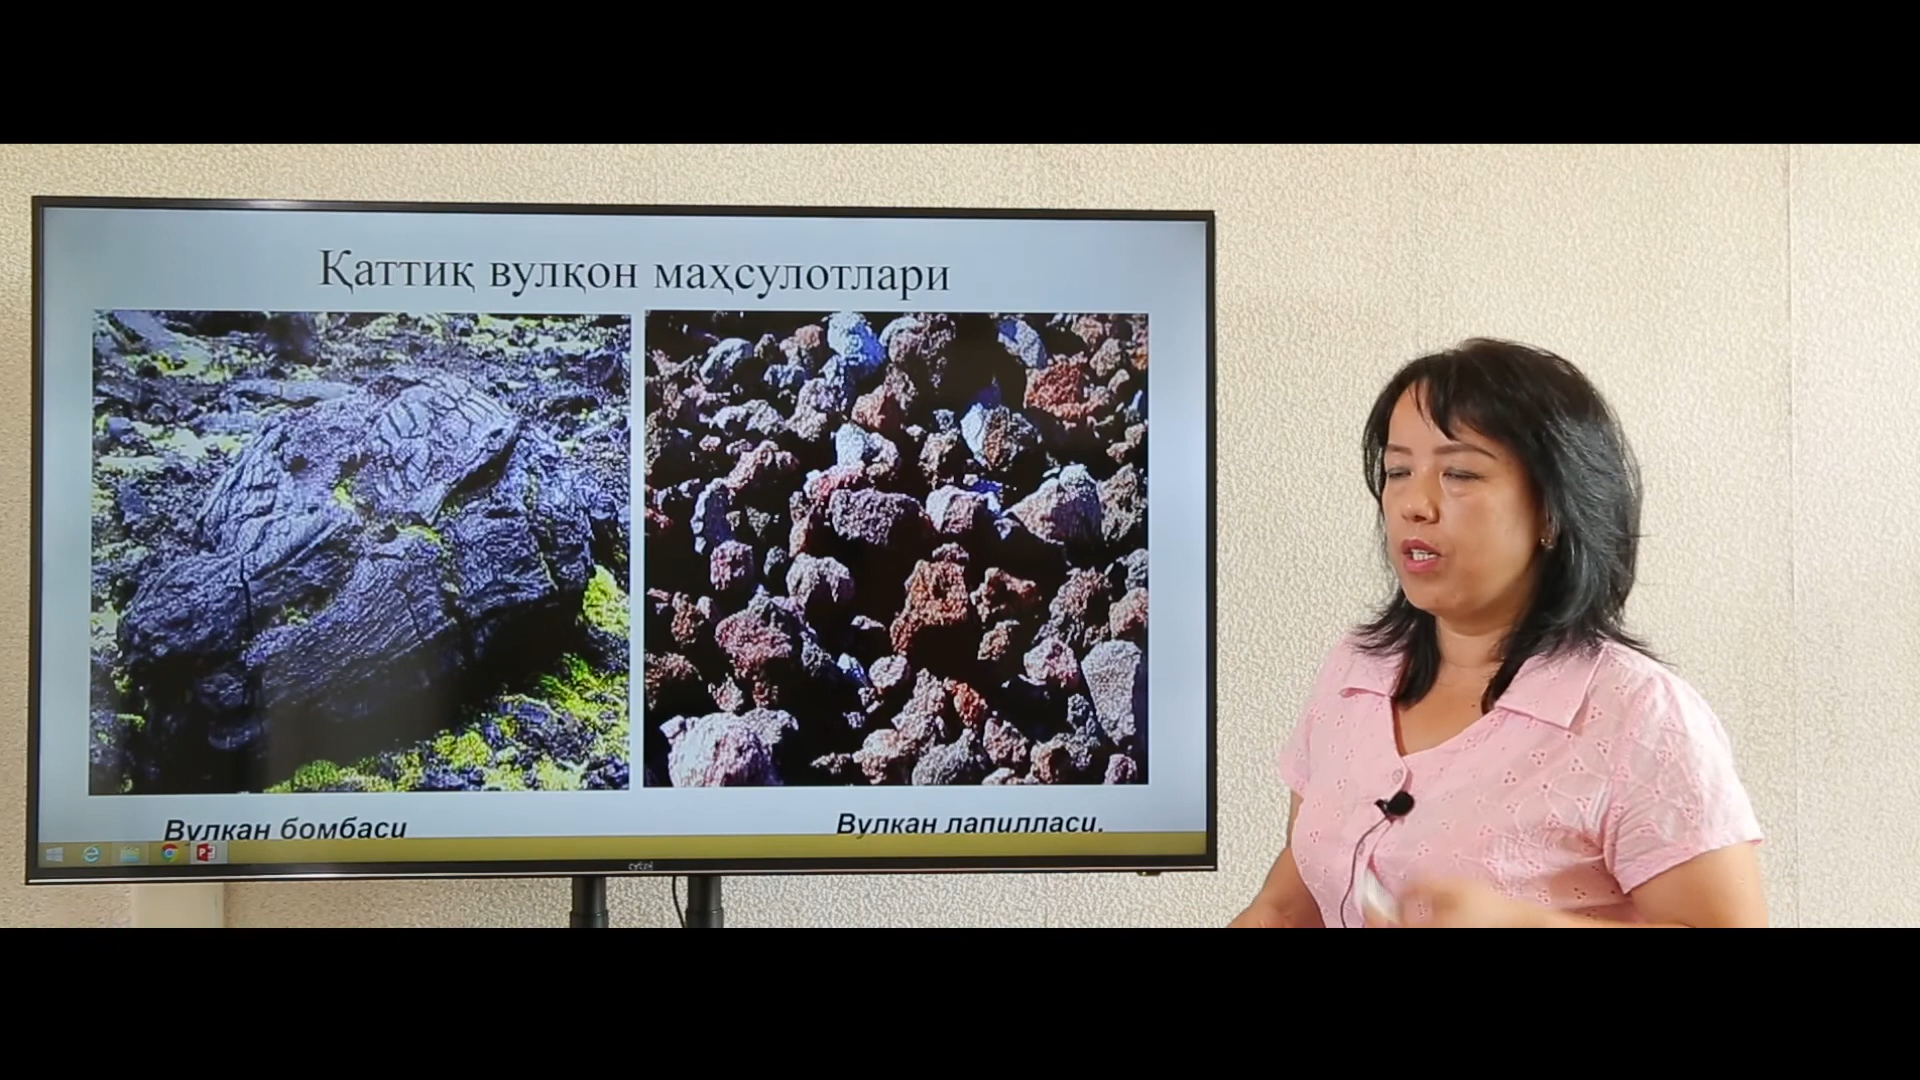 Қаттиқ вулқон маҳсулотлари
Вулкан бомбаси
Вулкан лапилласи.